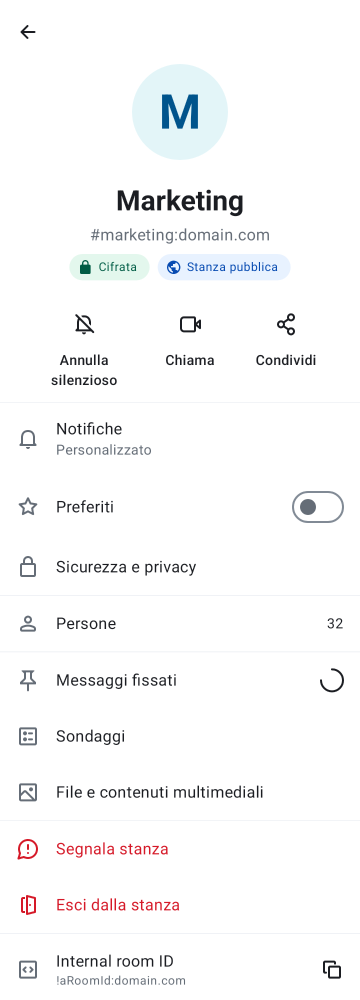 M
Marketing
#marketing:domain.com
Cifrata
Stanza pubblica
Annulla
silenzioso
Chiama
Condividi
Notifiche
Personalizzato
Preferiti
Sicurezza e privacy
Persone
32
Messaggi fissati
Sondaggi
File e contenuti multimediali
Segnala stanza
Esci dalla stanza
Internal room ID
!aRoomId:domain.com